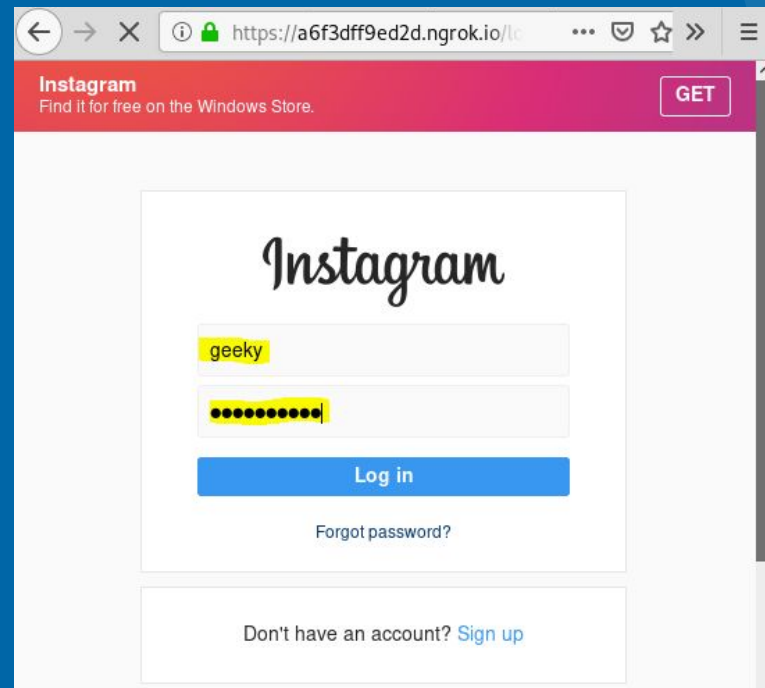 https://a6f3dff9ed2d.ngrok.io/
Instagram
Find it for free on the Windows Store.
GET
Instagram
geeky
••••••••••
Log in
Forgot password?
Don't have an account? Sign up